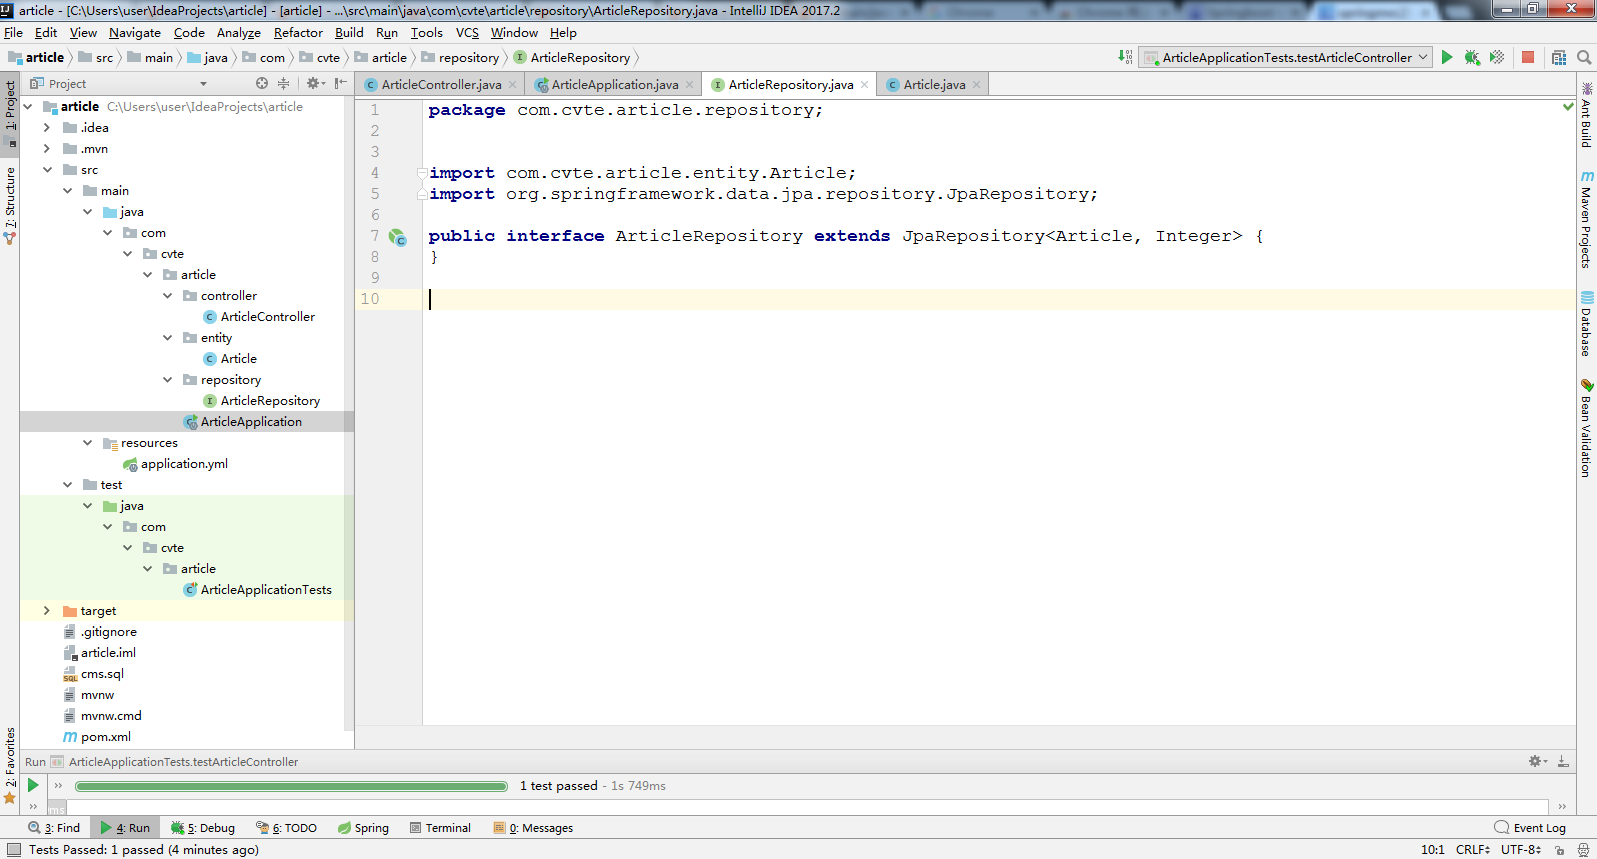 article - [C:\Users\user\IdeaProjects\article] - [article] - ...\src\main\java\com\cvte\article\repository\ArticleRepository.java - IntelliJ IDEA 2017.2
File Edit View Navigate Code Analyze Refactor Build Run Tools VCS Window Help
article src main java com cvte article repository ArticleRepository
ArticleApplicationTests.testArticleController
Project
ArticleController.java ArticleApplication.java ArticleRepository.java Article.java
1: Project
7: Structure
2: Favorites
article C:\Users\user\IdeaProjects\article
.idea
.mvn
src
main
java
com
cvte
article
controller
ArticleController
entity
Article
repository
ArticleRepository
ArticleApplication
resources
application.yml
test
java
com
cvte
article
ArticleApplicationTests
target
.gitignore
article.iml
cms.sql
mvnw
mvnw.cmd
pom.xml
1 package com.cvte.article.repository;
2
3
4 import com.cvte.article.entity.Article;
5 import org.springframework.data.jpa.repository.JpaRepository;
6
7 public interface ArticleRepository extends JpaRepository<Article, Integer> {
8 }
9
10
Ant Build
Maven Projects
Database
Bean Validation
Run ArticleApplicationTests.testArticleController
1 test passed - 1s 749ms
ms
3: Find 4: Run 5: Debug 6: TODO Spring Terminal 0: Messages Event Log
Tests Passed: 1 passed (4 minutes ago) 10:1 CRLF UTF-8